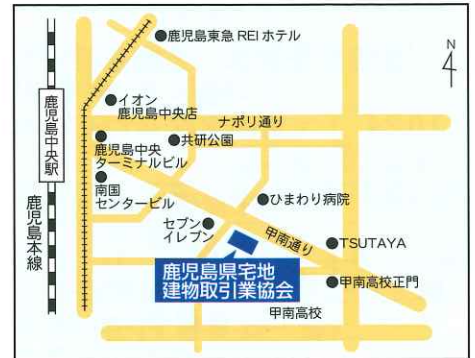 鹿児島東急 REI ホテル
N
イオン
鹿児島中央店
ナポリ通り
鹿児島中央駅
鹿児島中央
ターミナルビル
共研公園
南国
センタービル
ひまわり病院
鹿児島本線
セブン
イレブン
甲南通り
TSUTAYA
鹿児島県宅地
建物取引業協会
甲南高校正門
甲南高校